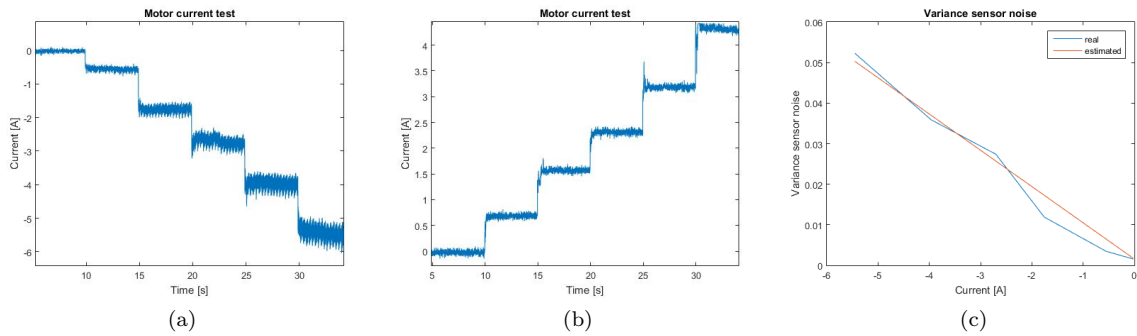 Motor current test
Current [A]
0
-1
-2
-3
-4
-5
-6
10
15
20
25
30
Time [s]
(a)
Motor current test
Current [A]
4
3.5
3
2.5
2
1.5
1
0.5
0
5
10
15
20
25
30
Time [s]
(b)
Variance sensor noise
Variance sensor noise
0.06
0.05
0.04
0.03
0.02
0.01
0
real
estimated
-6
-5
-4
-3
-2
-1
0
Current [A]
(c)